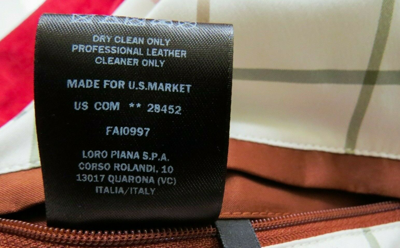 DRY CLEAN ONLY
PROFESSIONAL LEATHER
CLEANER ONLY
MADE FOR U.S.MARKET
US COM ** 28452
FAI0997
LORO PIANA S.P.A.
CORSO ROLANDI, 10
13017 QUARONA (VC)
ITALIA/ITALY